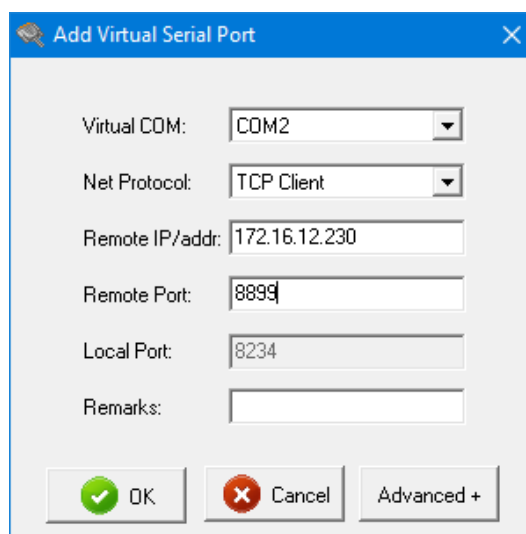 Add Virtual Serial Port
Virtual COM: COM2
Net Protocol: TCP Client
Remote IP/addr: 172.16.12.230
Remote Port: 8899
Local Port: 8234
Remarks:
OK Cancel Advanced +